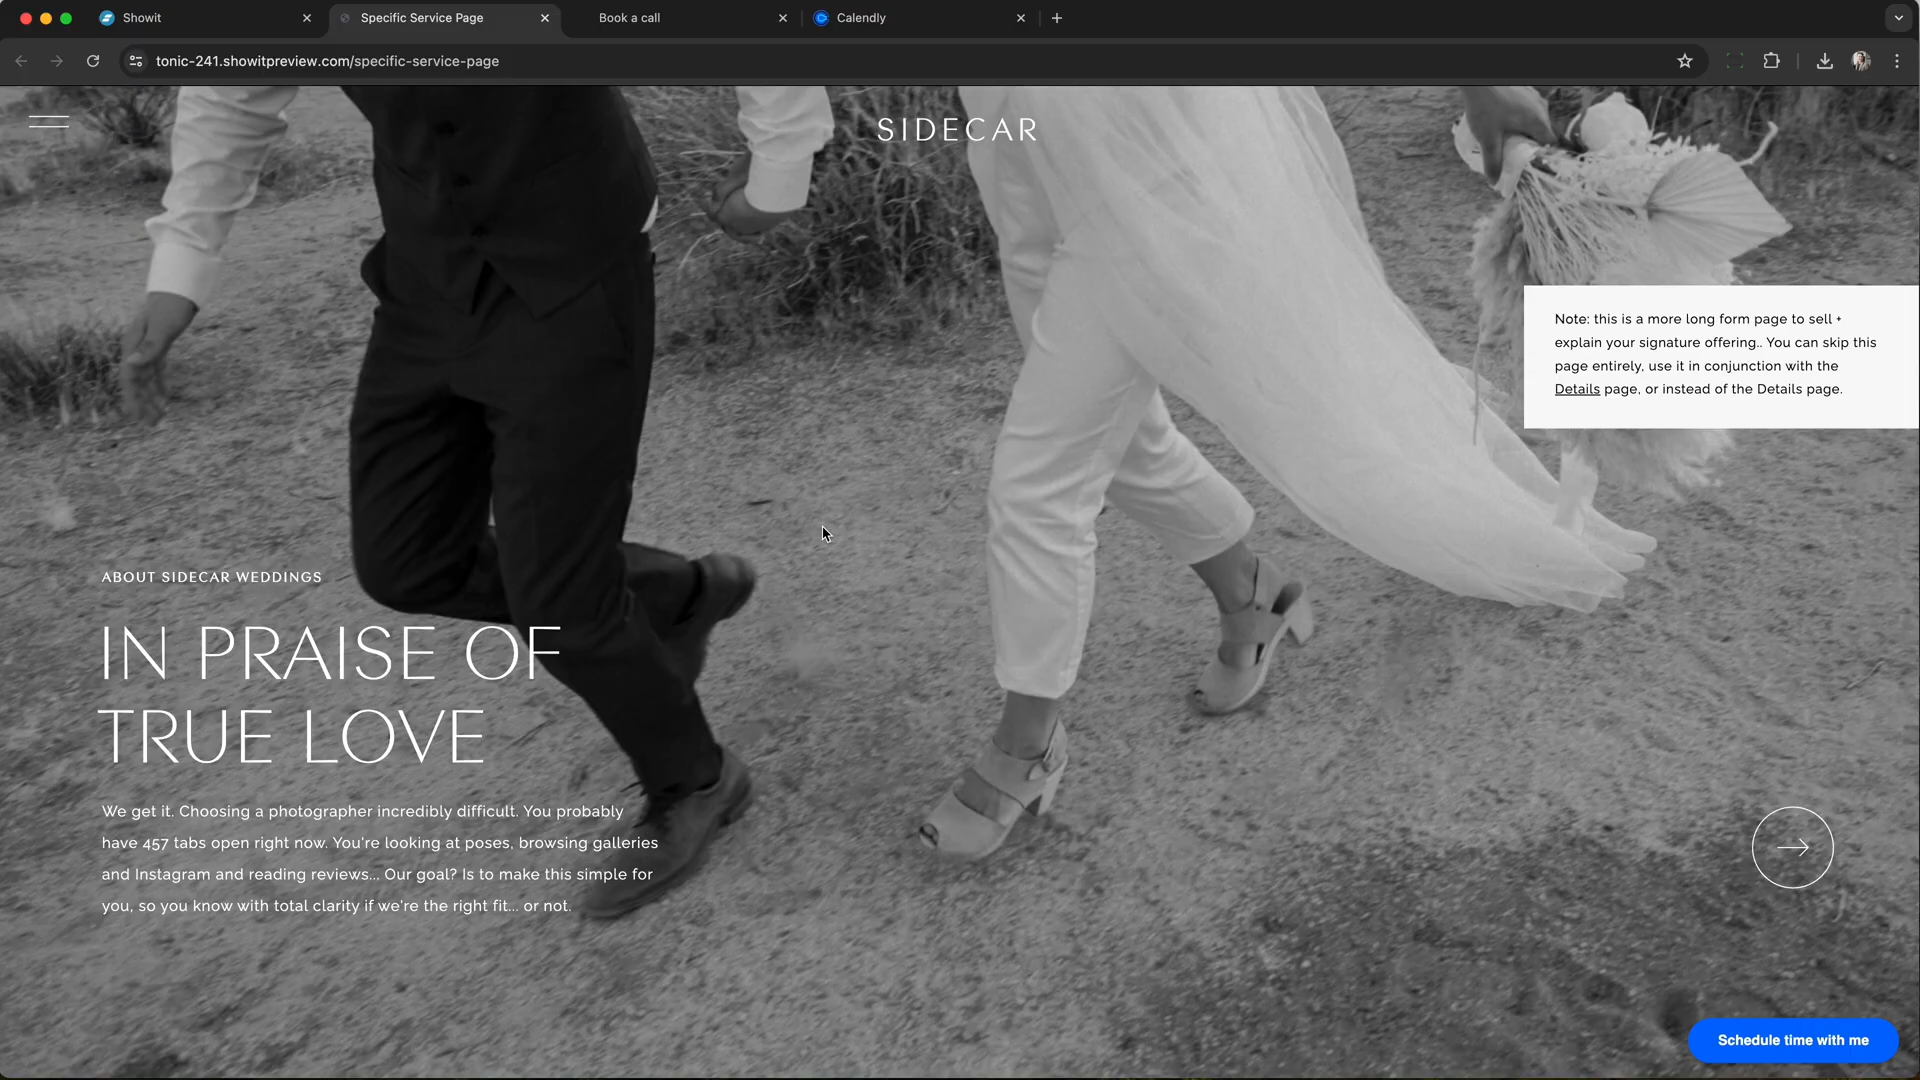 Showit
Specific Service Page
Book a call
Calendly
tonic-241.showitpreview.com/specific-service-page
SIDECAR
Note: this is a more long form page to sell +
explain your signature offering.. You can skip this
page entirely, use it in conjunction with the
Details page, or instead of the Details page.
ABOUT SIDECAR WEDDINGS
IN PRAISE OF
TRUE LOVE
We get it. Choosing a photographer incredibly difficult. You probably
have 457 tabs open right now. You're looking at poses, browsing galleries
and Instagram and reading reviews... Our goal? Is to make this simple for
you, so you know with total clarity if we're the right fit... or not.
Schedule time with me